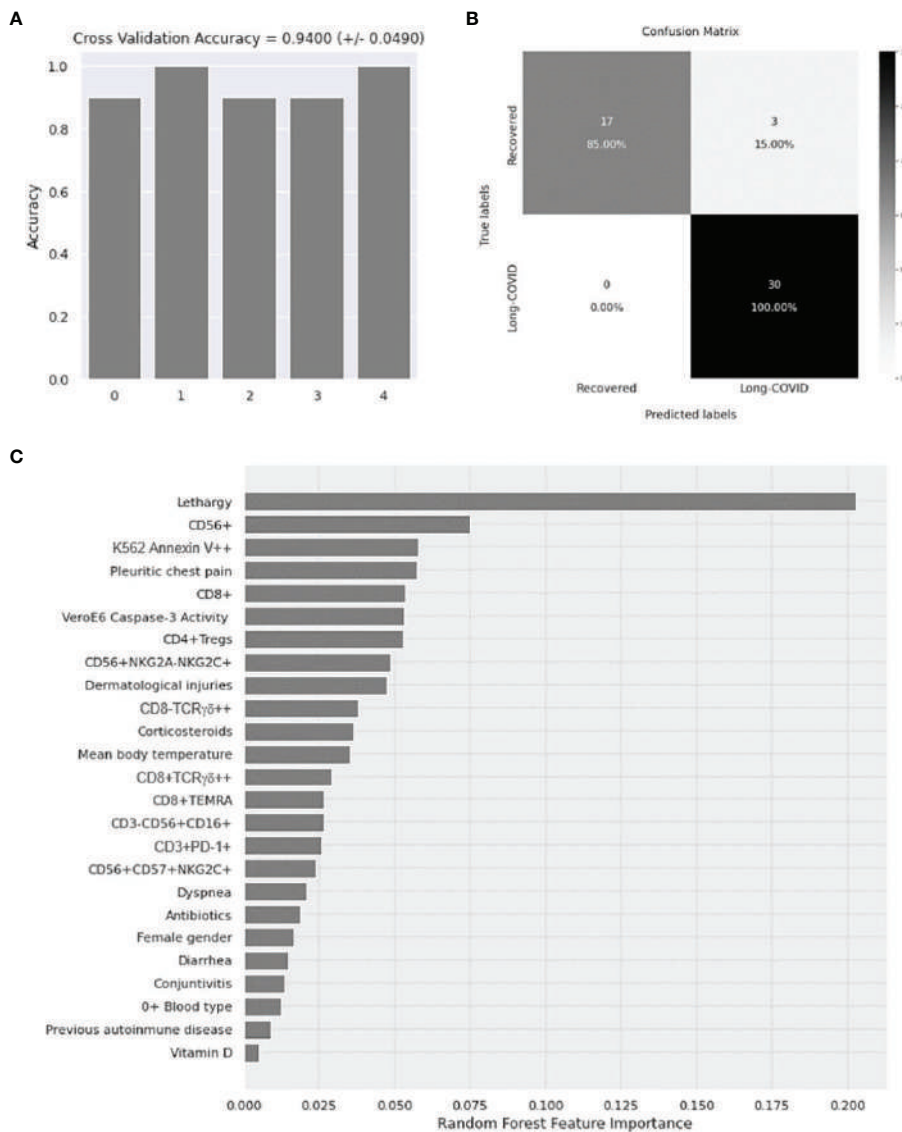 A
Cross Validation Accuracy = 0.9400 (+/- 0.0490)
1.0
0.8
0.6
0.4
0.2
0.0
Accuracy
0 1 2 3 4
B
Confusion Matrix
True labels
Recovered
Long-COVID
17
85.00%
3
15.00%
0
0.00%
30
100.00%
Recovered Long-COVID
Predicted labels
C
Lethargy
CD56+
K562 Annexin V++
Pleuritic chest pain
CD8+
VeroE6 Caspase-3 Activity
CD4+Tregs
CD56+NKG2A-NKG2C+
Dermatological injuries
CD8-TCRγδ++
Corticosteroids
Mean body temperature
CD8+TCRγδ++
CD8+TEMRA
CD3-CD56+CD16+
CD3+PD-1+
CD56+CD57+NKG2C+
Dyspnea
Antibiotics
Female gender
Diarrhea
Conjuntivitis
0+ Blood type
Previous autoinmune disease
Vitamin D
0.000 0.025 0.050 0.075 0.100 0.125 0.150 0.175 0.200
Random Forest Feature Importance